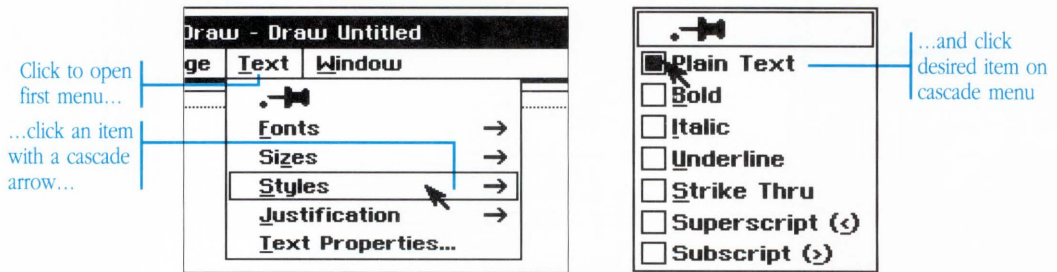 Draw - Draw Untitled
ge Text Window
Click to open
first menu...
Fonts →
...click an item
with a cascade
arrow...
Sizes →
Styles →
Justification →
Text Properties...
Plain Text
Bold
Italic
Underline
Strike Thru
Superscript (<)
Subscript (>)
...and click
desired item on
cascade menu